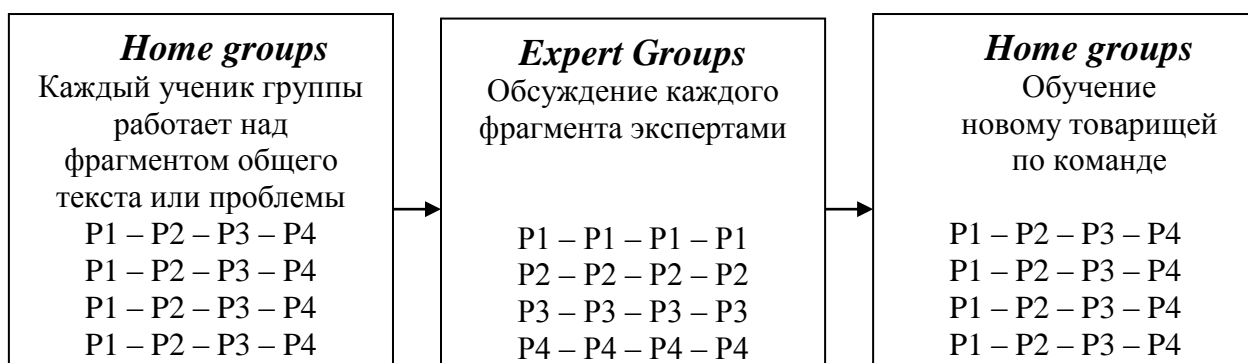 Home groups
Каждый ученик группы
работает над
фрагментом общего
текста или проблемы
P1 – P2 – P3 – P4
P1 – P2 – P3 – P4
P1 – P2 – P3 – P4
P1 – P2 – P3 – P4
Expert Groups
Обсуждение каждого
фрагмента экспертами
P1 – P1 – P1 – P1
P2 – P2 – P2 – P2
P3 – P3 – P3 – P3
P4 – P4 – P4 – P4
Home groups
Обучение
новому товарищей
по команде
P1 – P2 – P3 – P4
P1 – P2 – P3 – P4
P1 – P2 – P3 – P4
P1 – P2 – P3 – P4